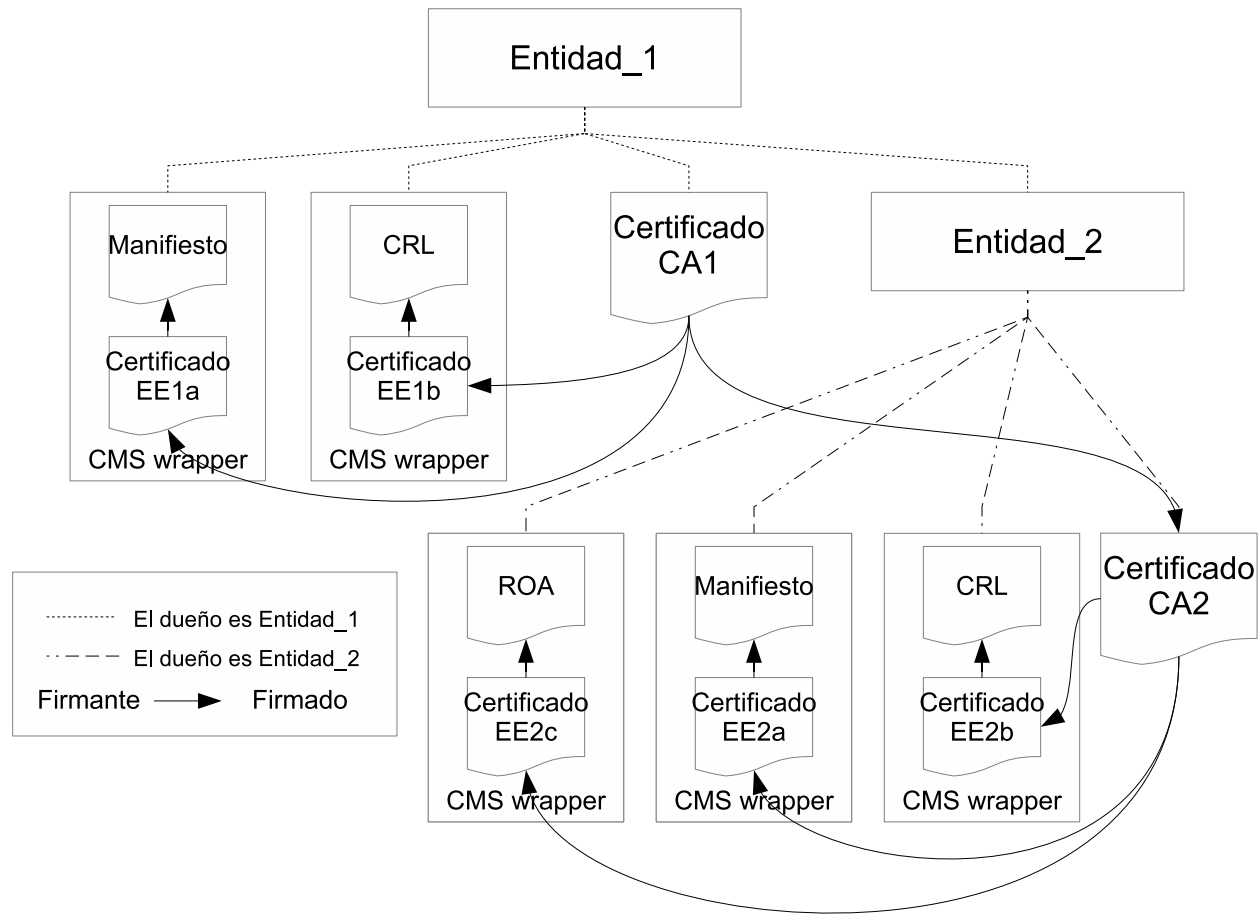 Entidad_1
Manifiesto
CRL
Certificado
CA1
Entidad_2
Certificado
EE1a
Certificado
EE1b
CMS wrapper
CMS wrapper
ROA
Manifiesto
CRL
Certificado
CA2
El dueño es Entidad_1
El dueño es Entidad_2
Firmante
Firmado
Certificado
EE2c
Certificado
EE2a
Certificado
EE2b
CMS wrapper
CMS wrapper
CMS wrapper